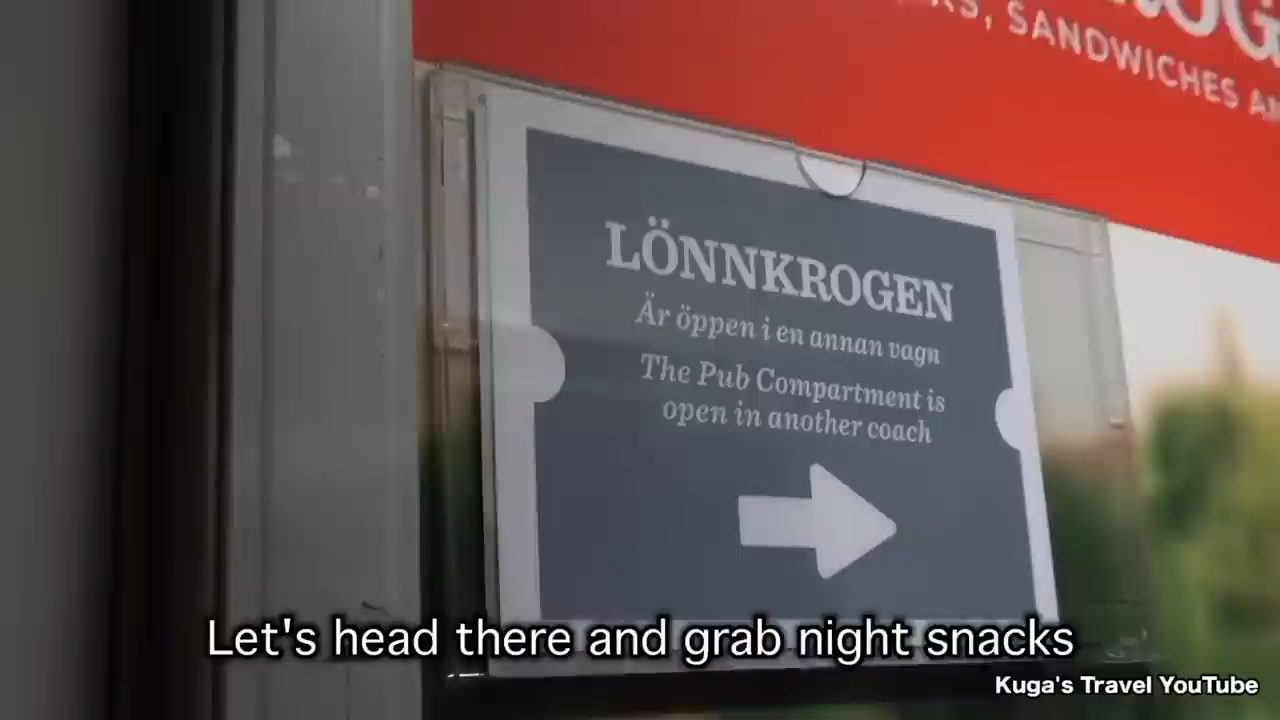 SANDWICHES
LÖNNKROGEN
Är öppen i en annan vagn
The Pub Compartment is
open in another coach
Let's head there and grab night snacks
Kuga's Travel YouTube